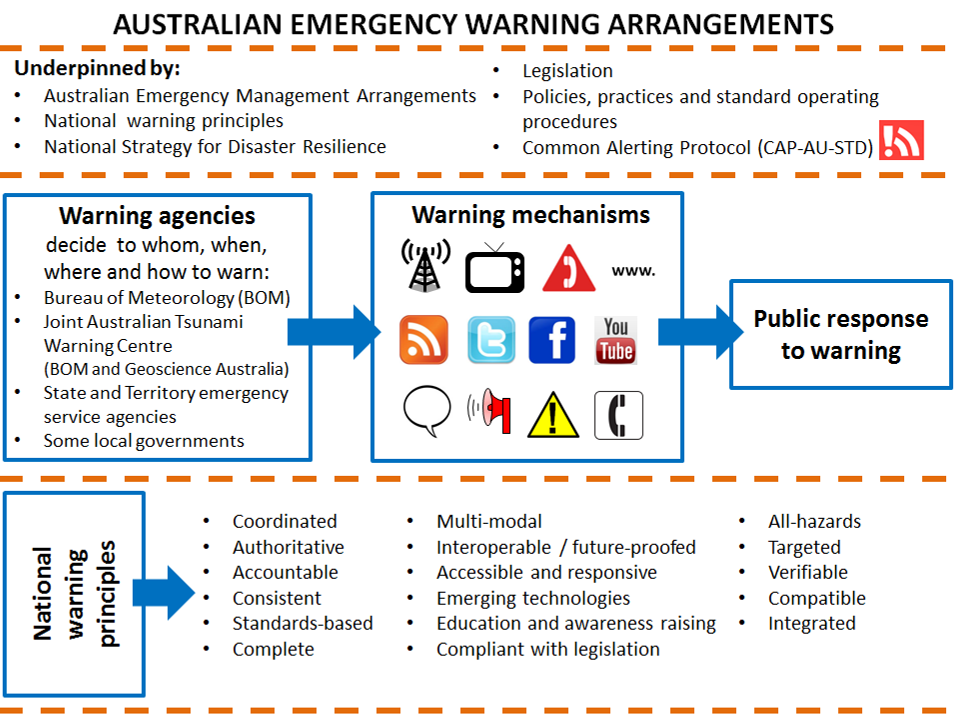 AUSTRALIAN EMERGENCY WARNING ARRANGEMENTS
Underpinned by:
• Australian Emergency Management Arrangements
• National warning principles
• National Strategy for Disaster Resilience
• Legislation
• Policies, practices and standard operating
procedures
• Common Alerting Protocol (CAP-AU-STD)
Warning agencies
decide to whom, when,
where and how to warn:
• Bureau of Meteorology (BOM)
• Joint Australian Tsunami
Warning Centre
(BOM and Geoscience Australia)
• State and Territory emergency
service agencies
• Some local governments
Warning mechanisms
www.
You
Tube
Public response
to warning
National
warning
principles
• Coordinated
• Authoritative
• Accountable
• Consistent
• Standards-based
• Complete
• Multi-modal
• Interoperable / future-proofed
• Accessible and responsive
• Emerging technologies
• Education and awareness raising
• Compliant with legislation
• All-hazards
• Targeted
• Verifiable
• Compatible
• Integrated